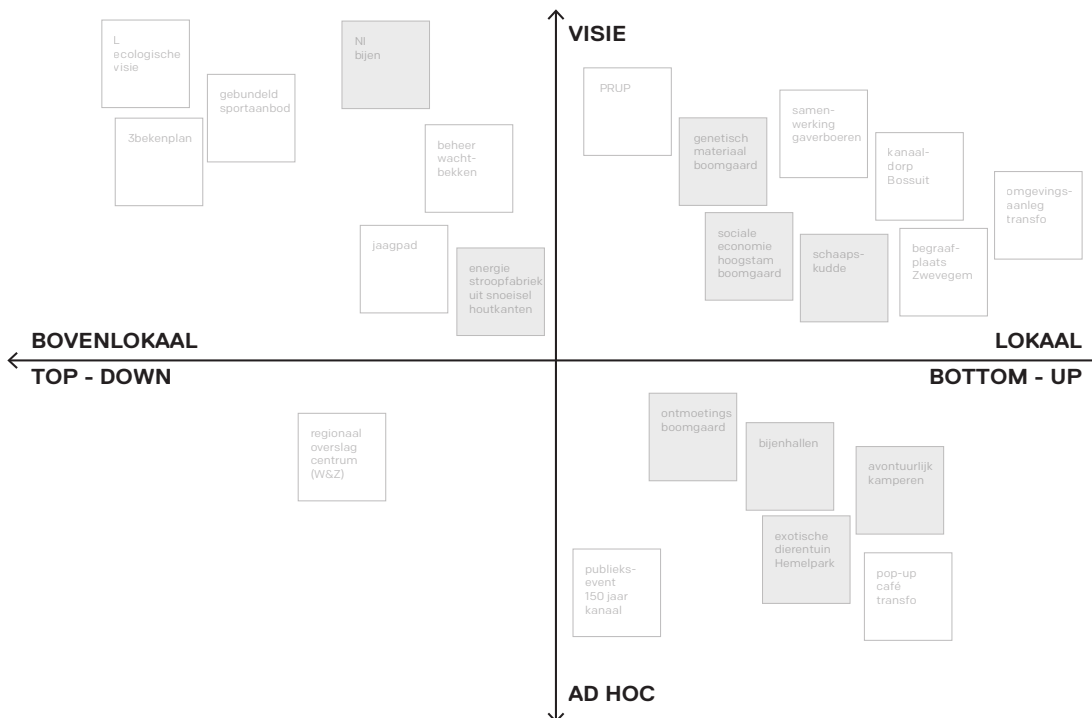 VISIE
L
ecologische
visie
NI
bijen
gebundeld
sportaanbod
3bekenplan
beheer
wacht-
bekken
jaagpad
energie
stroopfabriek
uit snoeisel
houtkanten
PRUP
samen-
werking
gaverboeren
genetisch
materiaal
boomgaard
kanaal-
dorp
Bossuit
omgevings-
aanleg
transfo
sociale
economie
hoogstam
boomgaard
schaaps-
kudde
begraaf-
plaats
Zwevegem
BOVENLOKAAL
LOKAAL
TOP - DOWN
BOTTOM - UP
regionaal
overslag
centrum
(W&Z)
ontmoetings
boomgaard
bijenhallen
avontuurlijk
kamperen
exotische
dierentuin
Hemelpark
publieks-
event
150 jaar
kanaal
pop-up
café
transfo
AD HOC